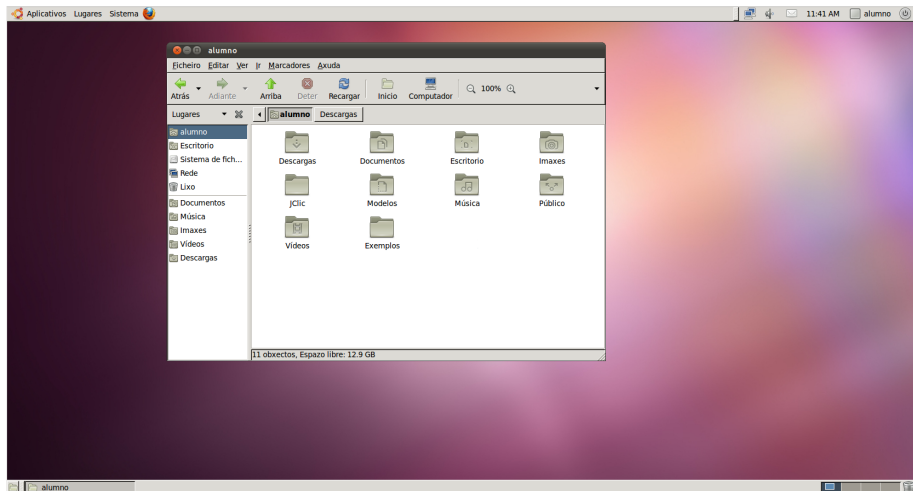 Aplicativos Lugares Sistema 11:41 AM alumno
alumno
Ficheiro Editar Ver Ir Marcadores Axuda
Atrás Adiante Arriba Deter Recargar Inicio Computador 100%
Lugares alumno Descargas
alumno
Escritorio
Sistema de fich...
Rede
Lixo
Documentos
Música
Imaxes
Vídeos
Descargas
Descargas Documentos Escritorio Imaxes
JClic Modelos Música Público
Vídeos Exemplos
11 obxectos, Espazo libre: 12.9 GB
alumno